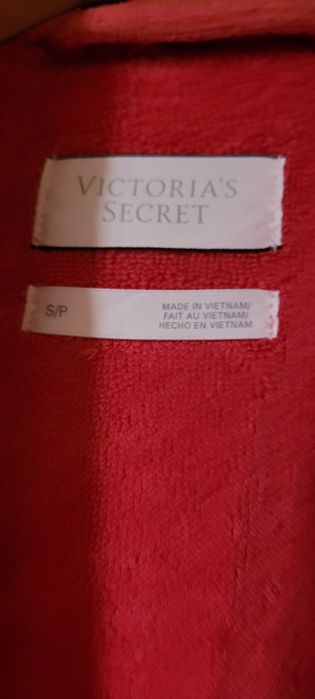 VICTORIA'S
SECRET
S/P
MADE IN VIETNAM/
FAIT AU VIETNAM/
HECHO EN VIETNAM